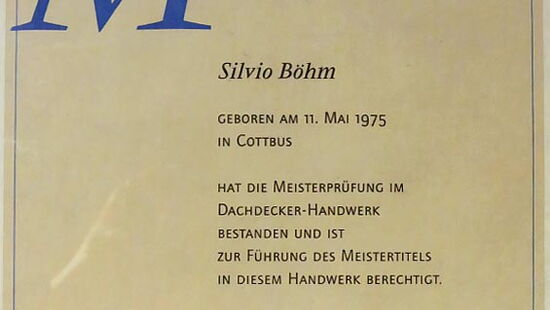 M
Silvio Böhm
GEBOREN AM 11. MAI 1975
IN COTTBUS
HAT DIE MEISTERPRÜFUNG IM
DACHDECKER-HANDWERK
BESTANDEN UND IST
ZUR FÜHRUNG DES MEISTERTITELS
IN DIESEM HANDWERK BERECHTIGT.